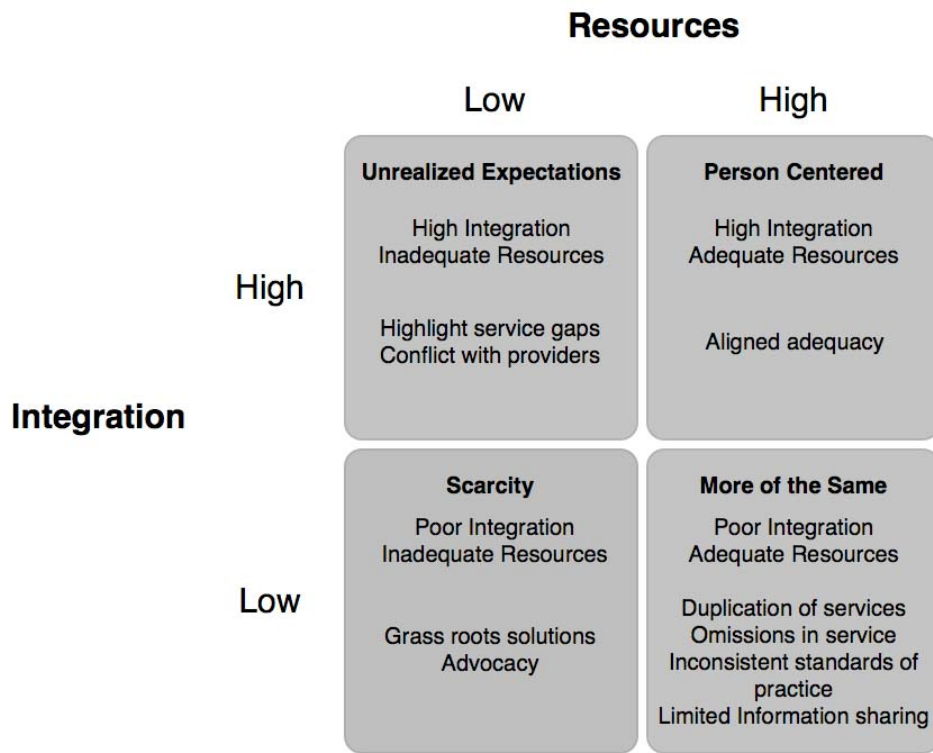 Resources
Low
High
Unrealized Expectations
High Integration
Inadequate Resources
Highlight service gaps
Conflict with providers
Person Centered
High Integration
Adequate Resources
Aligned adequacy
High
Integration
Scarcity
Poor Integration
Inadequate Resources
Grass roots solutions
Advocacy
More of the Same
Poor Integration
Adequate Resources
Duplication of services
Omissions in service
Inconsistent standards of
practice
Limited Information sharing
Low